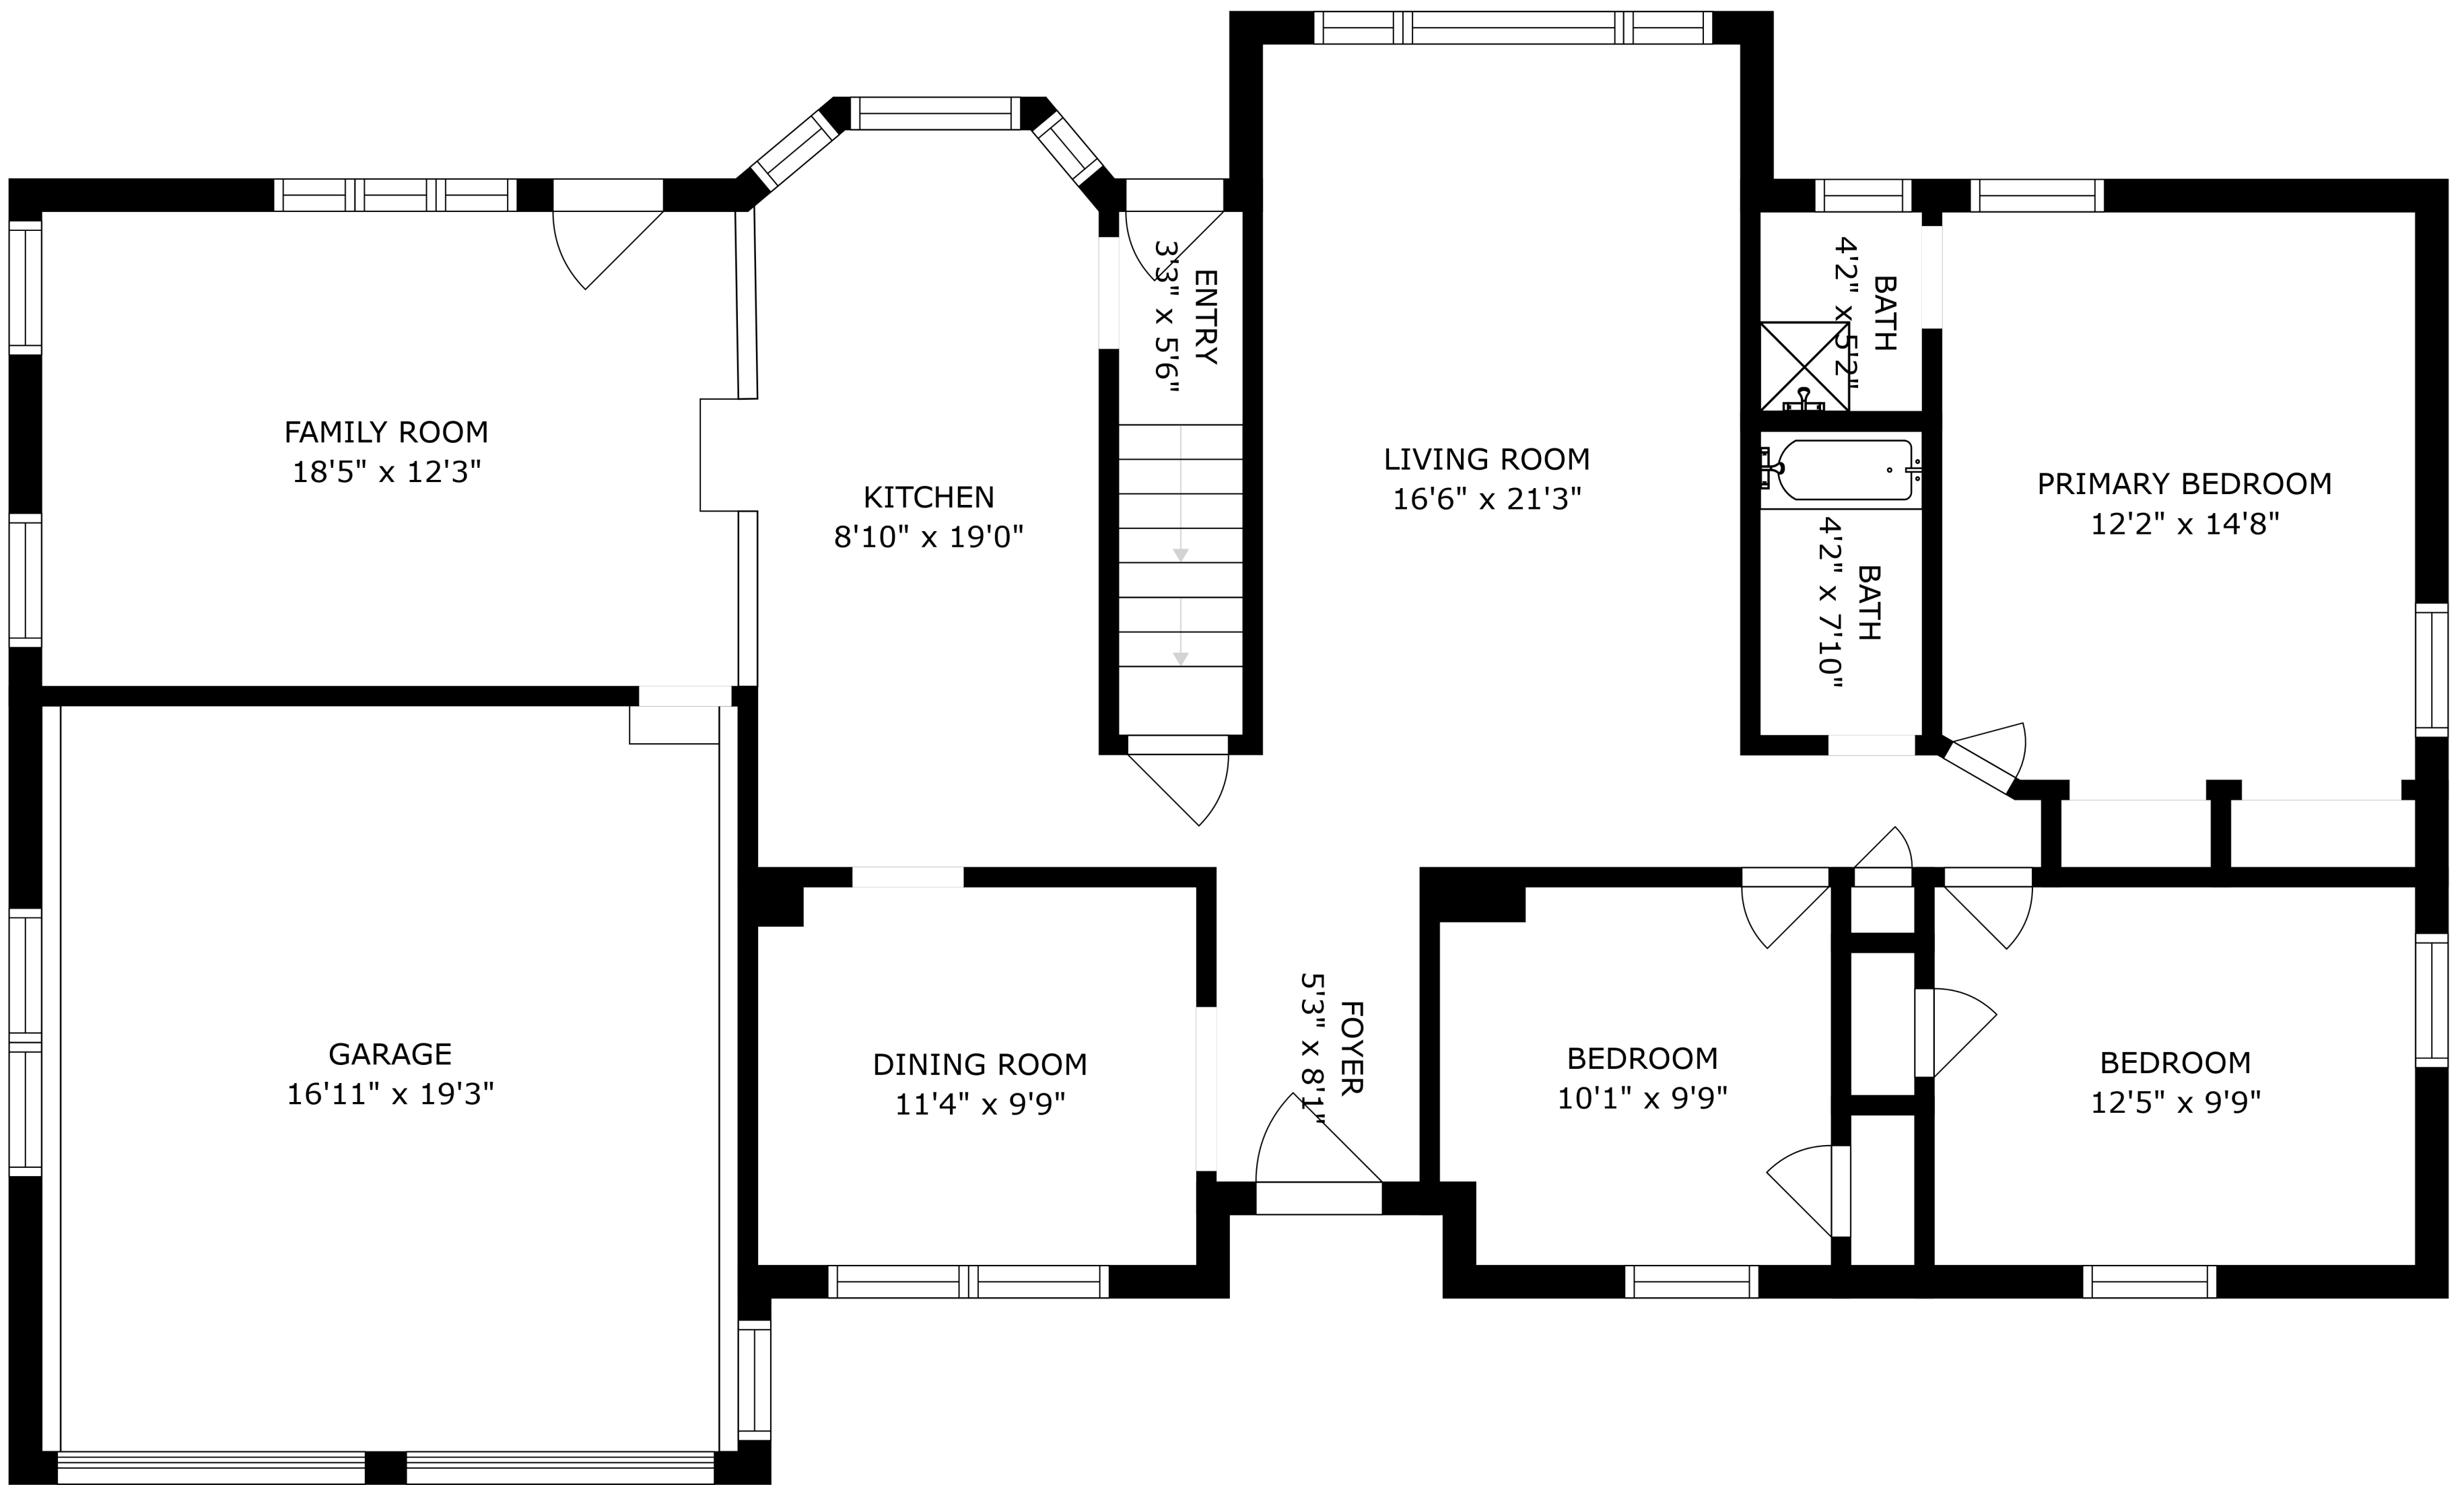 ENTRY
3'3" x 5'6"
BATH
4'2" x 5'2"
FAMILY ROOM
18'5" x 12'3"
KITCHEN
8'10" x 19'0"
LIVING ROOM
16'6" x 21'3"
PRIMARY BEDROOM
12'2" x 14'8"
BATH
4'2" x 7'10"
GARAGE
16'11" x 19'3"
DINING ROOM
11'4" x 9'9"
FOYER
5'3" x 8'1"
BEDROOM
10'1" x 9'9"
BEDROOM
12'5" x 9'9"